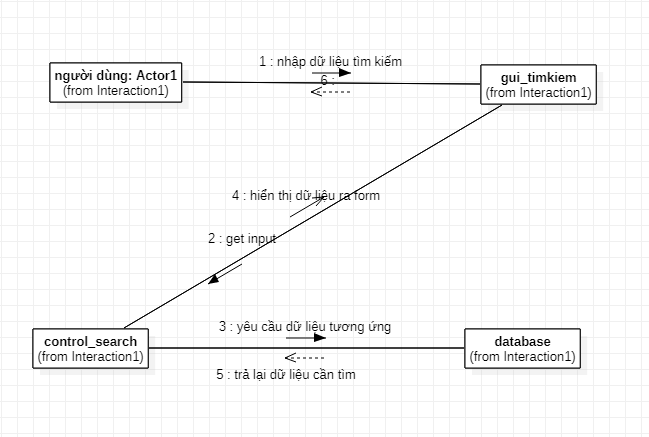 1 : nhập dữ liệu tìm kiếm
6 :
người dùng: Actor1
(from Interaction1)
gui_timkiem
(from Interaction1)
4 : hiển thị dữ liệu ra form
2 : get input
3 : yêu cầu dữ liệu tương ứng
control_search
(from Interaction1)
database
(from Interaction1)
5 : trả lại dữ liệu cần tìm